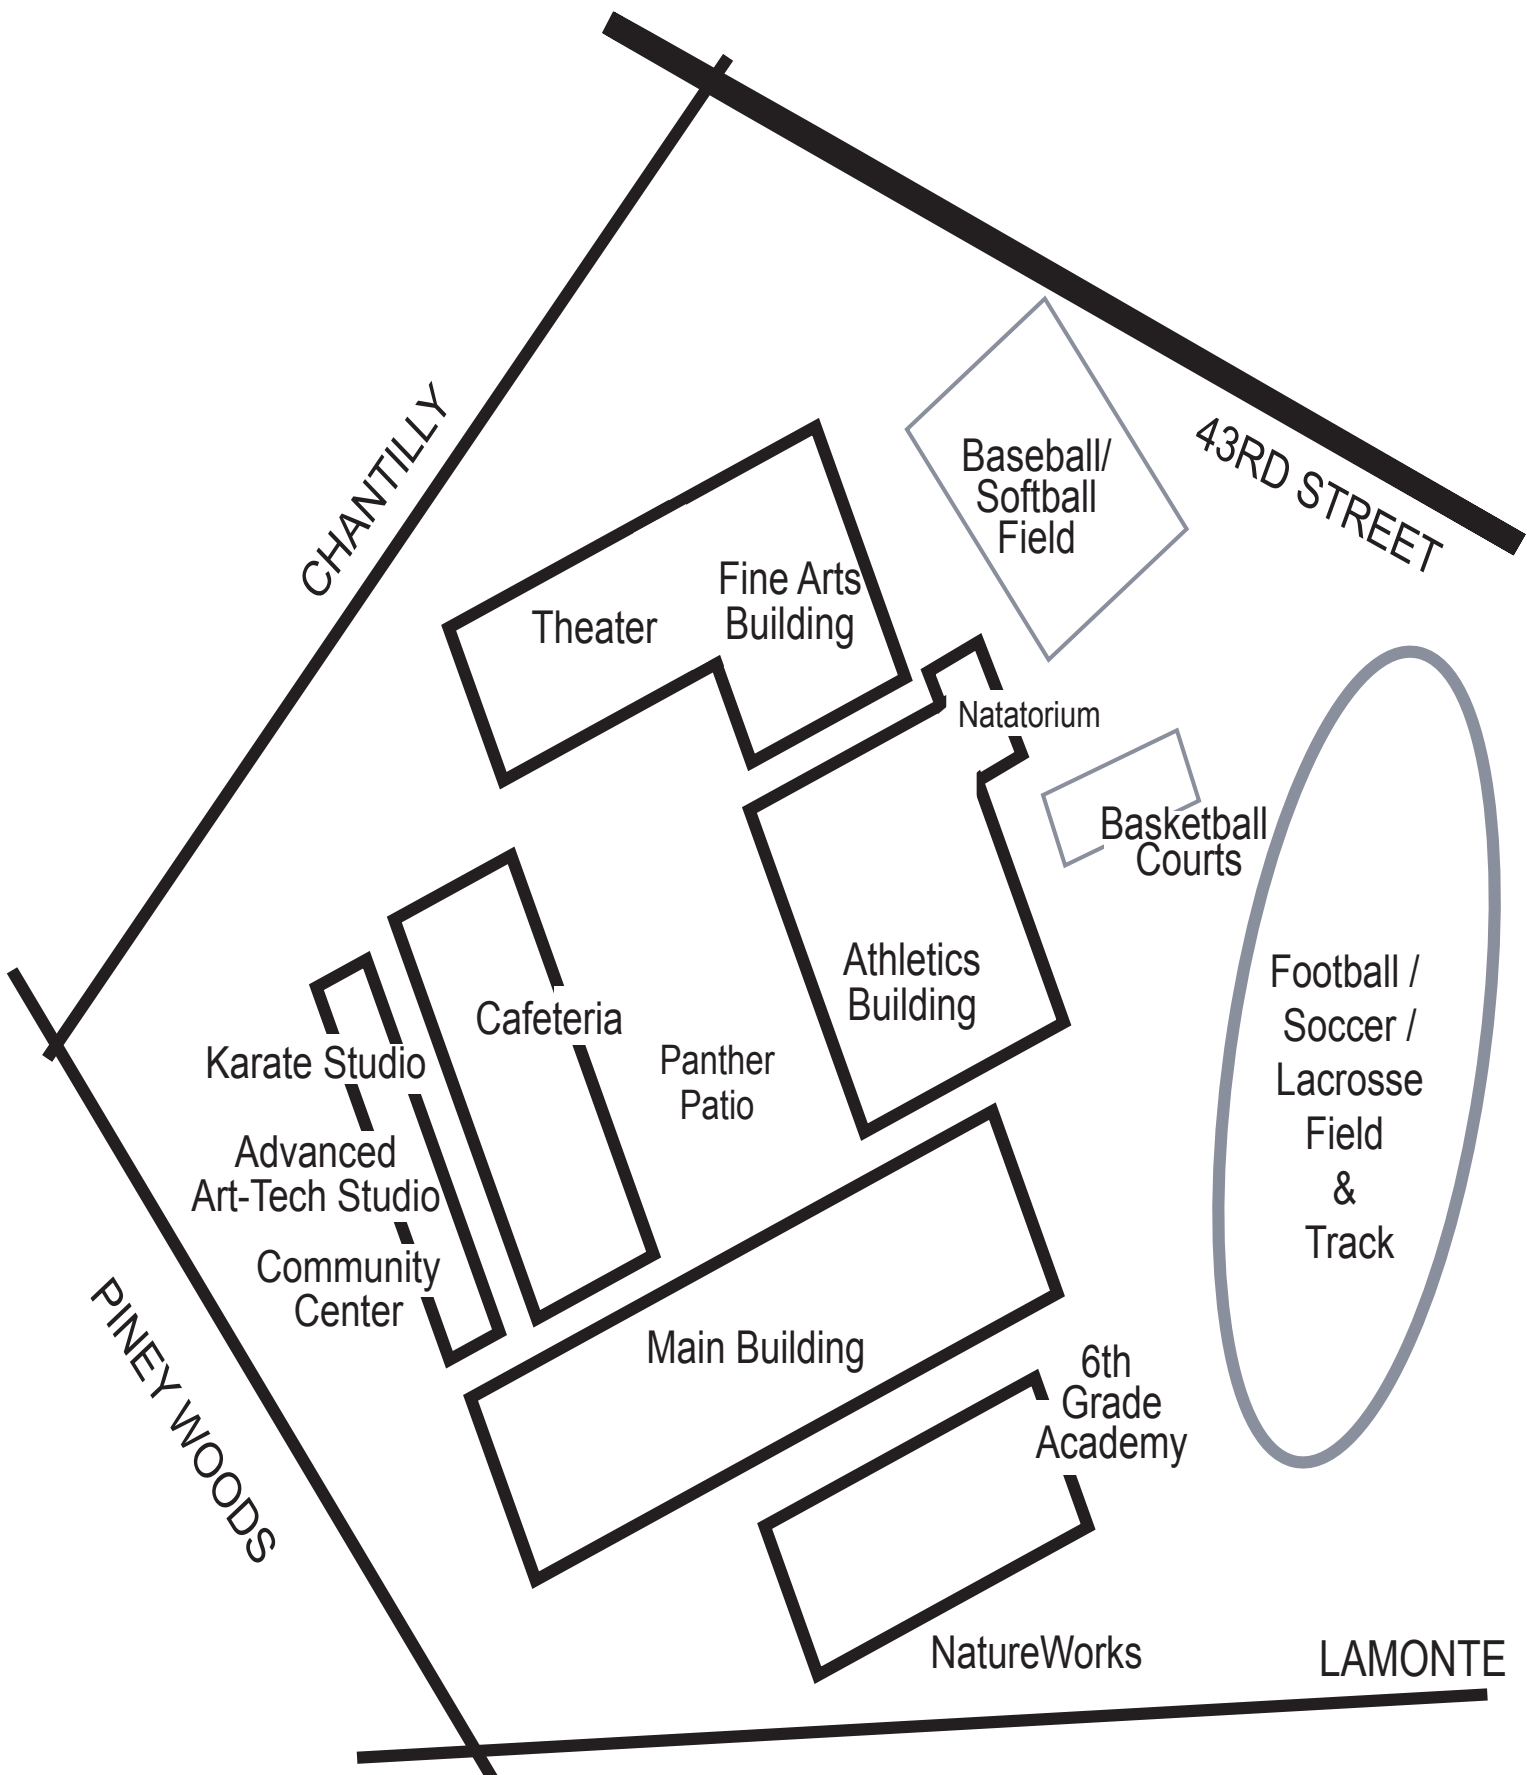 CHANTILLY
43RD STREET
Baseball/
Softball
Field
Fine Arts
Building
Theater
Natatorium
Basketball
Courts
Athletics
Building
Football /
Soccer /
Lacrosse
Field
&
Track
Cafeteria
Panther
Patio
Karate Studio
Advanced
Art-Tech Studio
Community
Center
PINEY WOODS
Main Building
6th
Grade
Academy
NatureWorks
LAMONTE